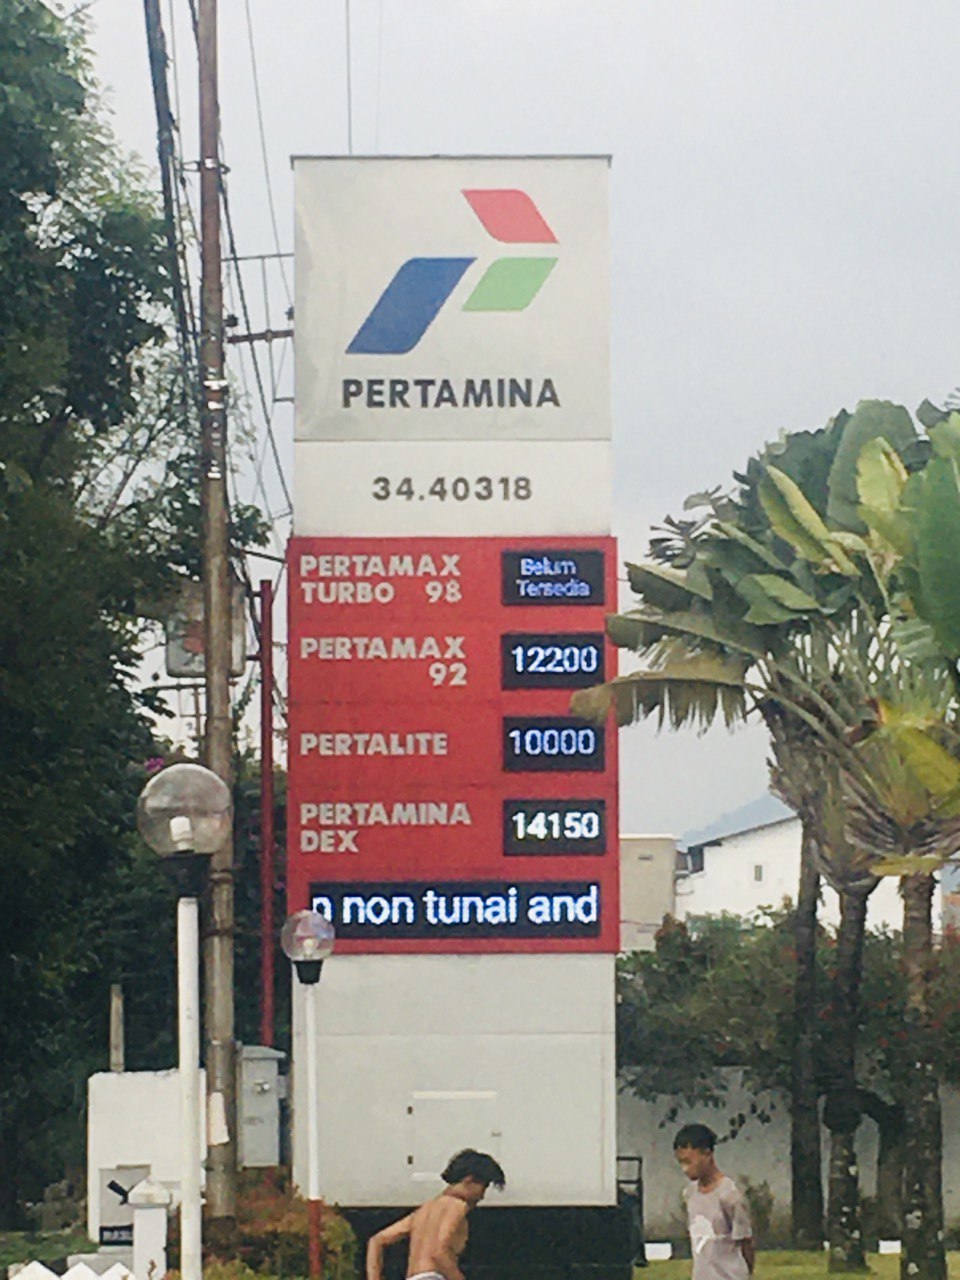 PERTAMINA
34.40318
PERTAMAX
TURBO 98
Belum
Tersedia
PERTAMAX
92
12200
PERTALITE
10000
PERTAMINA
DEX
14150
n non tunai and